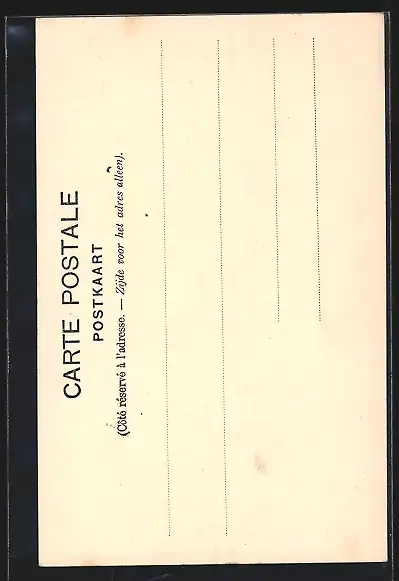 CARTE POSTALE
POSTKAART
(Côté réservé à l'adresse. — Zijde voor het adres alleen).